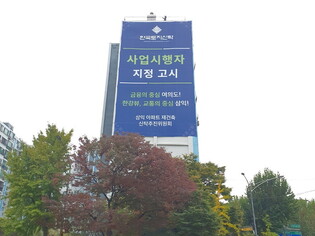 한국토지신탁
사업시행자
지정 고시
금융의 중심 여의도!
한강뷰, 교통의 중심 삼익!
삼익 아파트 재건축
신탁추진위원회